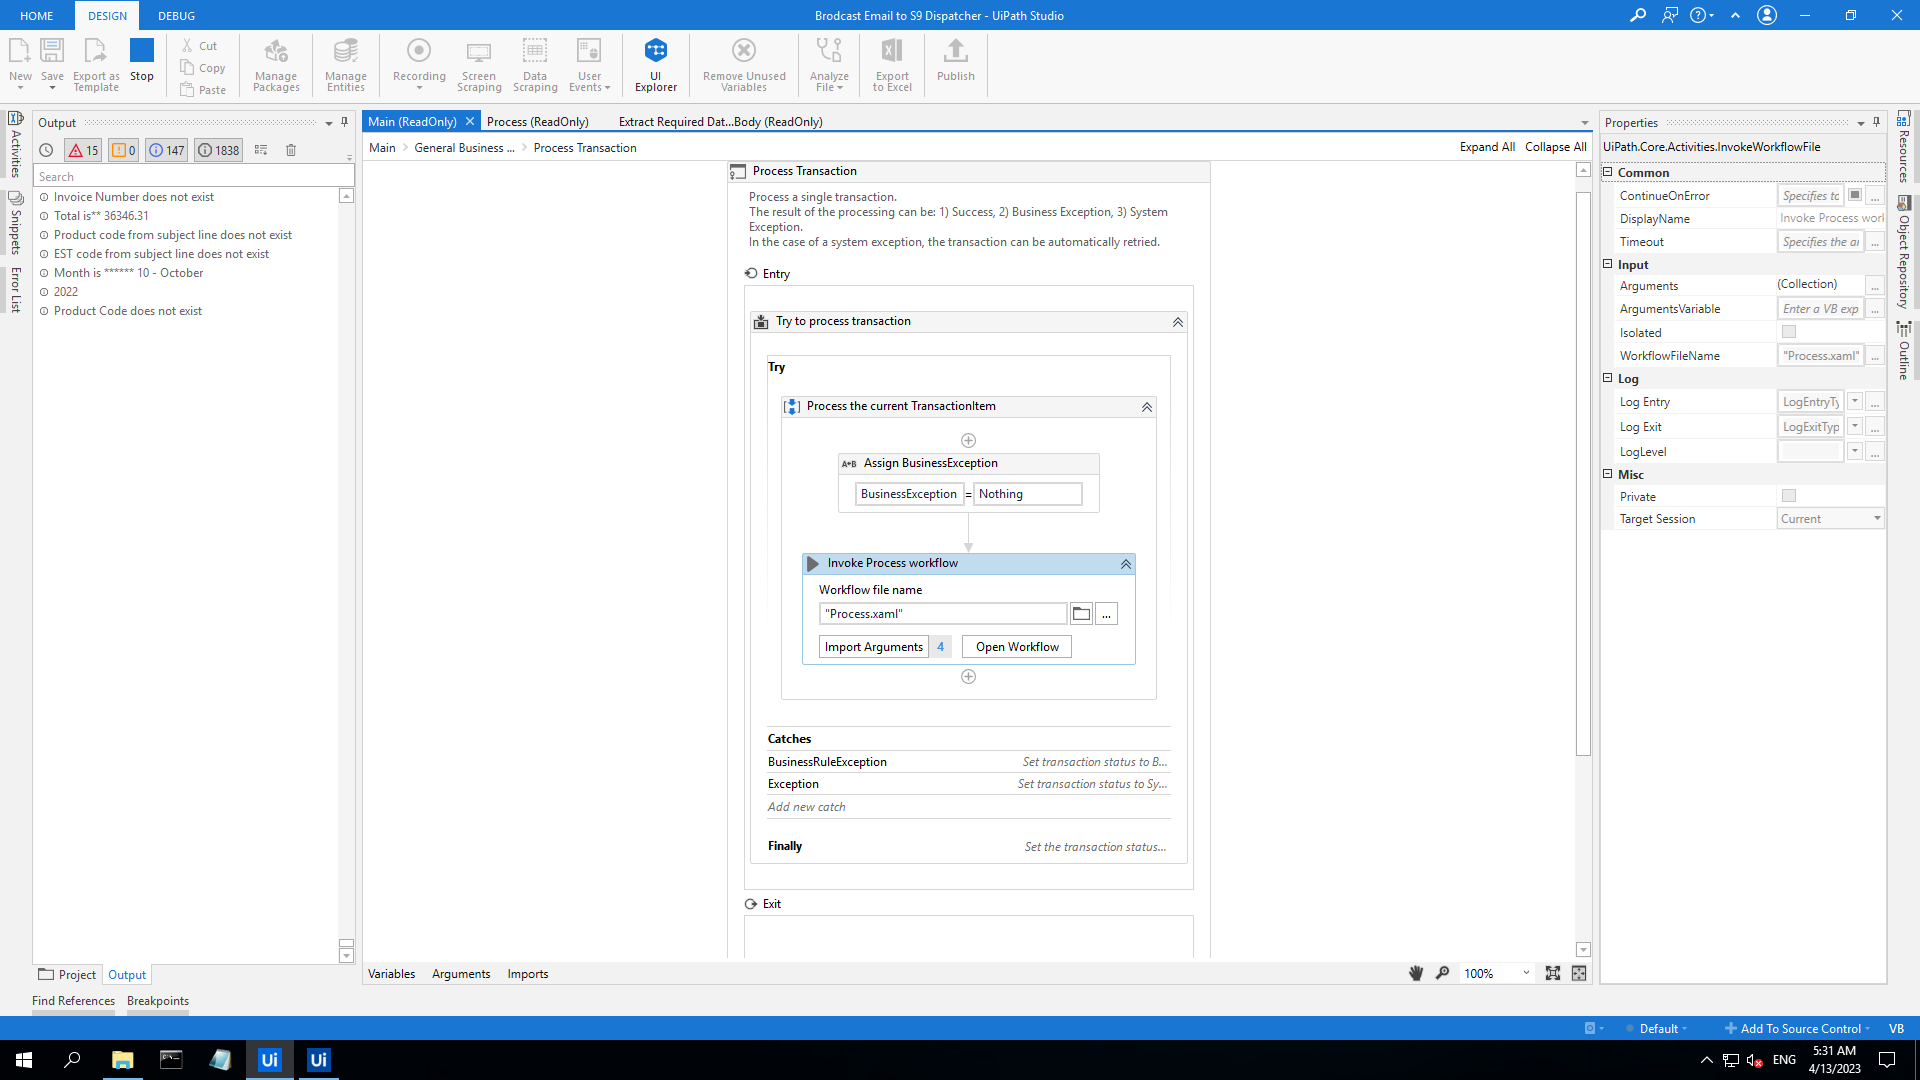 HOME
DESIGN
DEBUG
Brodcast Email to S9 Dispatcher - UiPath Studio
New
Save
Export as Template
Stop
Cut
Copy
Paste
Manage Packages
Manage Entities
Recording
Screen Scraping
Data Scraping
User Events
UI Explorer
Remove Unused Variables
Analyze File
Export to Excel
Publish
Activities
Snippets
Error List
Output
15
0
147
1838
Search
Invoice Number does not exist
Total is** 36346.31
Product code from subject line does not exist
EST code from subject line does not exist
Month is ****** 10 - October
2022
Product Code does not exist
Project
Output
Find References
Breakpoints
Main (ReadOnly)
Process (ReadOnly)
Extract Required Dat...Body (ReadOnly)
Main
General Business ...
Process Transaction
Expand All
Collapse All
Process Transaction
Process a single transaction.
The result of the processing can be: 1) Success, 2) Business Exception, 3) System
Exception.
In the case of a system exception, the transaction can be automatically retried.
Entry
Try to process transaction
Try
Process the current TransactionItem
A*B Assign BusinessException
BusinessException = Nothing
Invoke Process workflow
Workflow file name
"Process.xaml"
...
Import Arguments 4
Open Workflow
Catches
BusinessRuleException
Set transaction status to B...
Exception
Set transaction status to Sy...
Add new catch
Finally
Set the transaction status...
Exit
Variables
Arguments
Imports
100%
Properties
UiPath.Core.Activities.InvokeWorkflowFile
Common
ContinueOnError
Specifies to
...
DisplayName
Invoke Process worl
Timeout
Specifies the ar
...
Input
Arguments
(Collection)
...
ArgumentsVariable
Enter a VB exp
...
Isolated
WorkflowFileName
"Process.xaml"
...
Log
Log Entry
LogEntryTy
...
Log Exit
LogExitTyp
...
LogLevel
...
Misc
Private
Target Session
Current
Resources
Object Repository
Outline
Default
Add To Source Control
VB
Ui
Ui
ENG
5:31 AM
4/13/2023